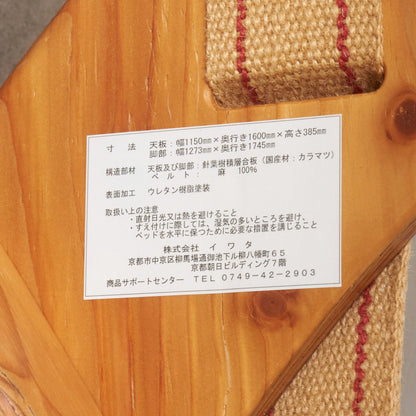 寸　法　天板：幅1150mm×奥行き1600mm×高さ385mm
脚部：幅1273mm×奥行き1745mm
構造部材　天板及び脚部：針葉樹積層合板（国産材：カラマツ）
ベ ル ト：　麻　100%
表面加工　ウレタン樹脂塗装
取扱い上の注意
・直射日光又は熱を避けること
・すえ付けに際しては、湿気の多いところを避け、
ベッドを水平に保つために必要な措置を講じること
株式会社　イ ワ タ
京都市中京区柳馬場通御池下ル柳八幡町６５
京都朝日ビルディング７階
商品サポートセンター　TEL 0749-42-2903